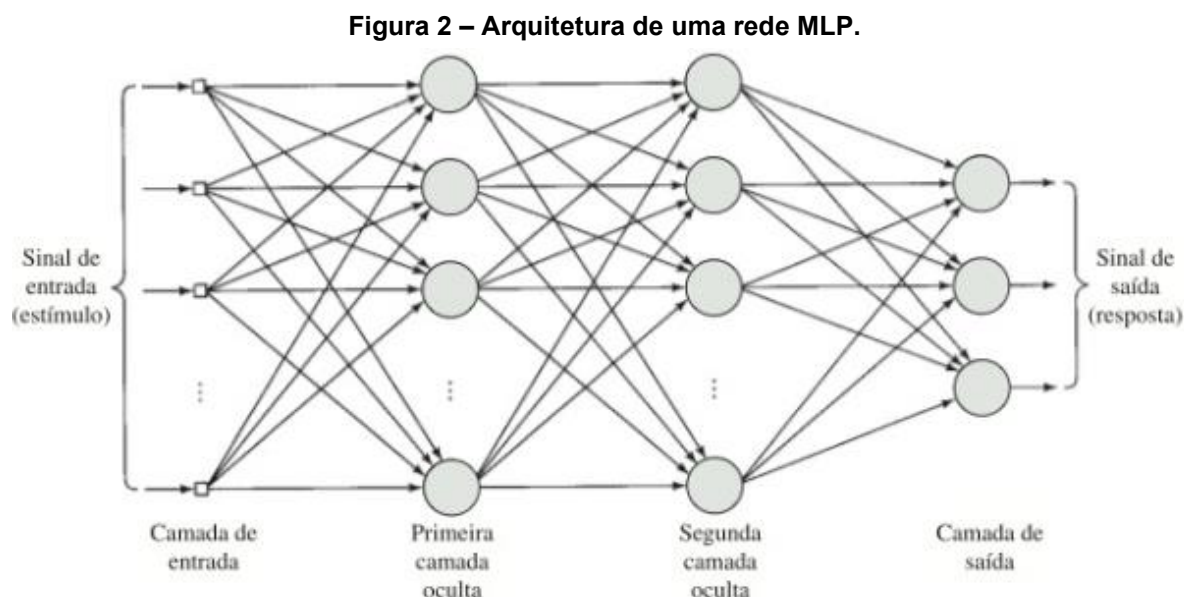 Figura 2 – Arquitetura de uma rede MLP.
Sinal de
entrada
(estímulo)
Sinal de
saída
(resposta)
Camada de
entrada
Primeira
camada
oculta
Segunda
camada
oculta
Camada de
saída